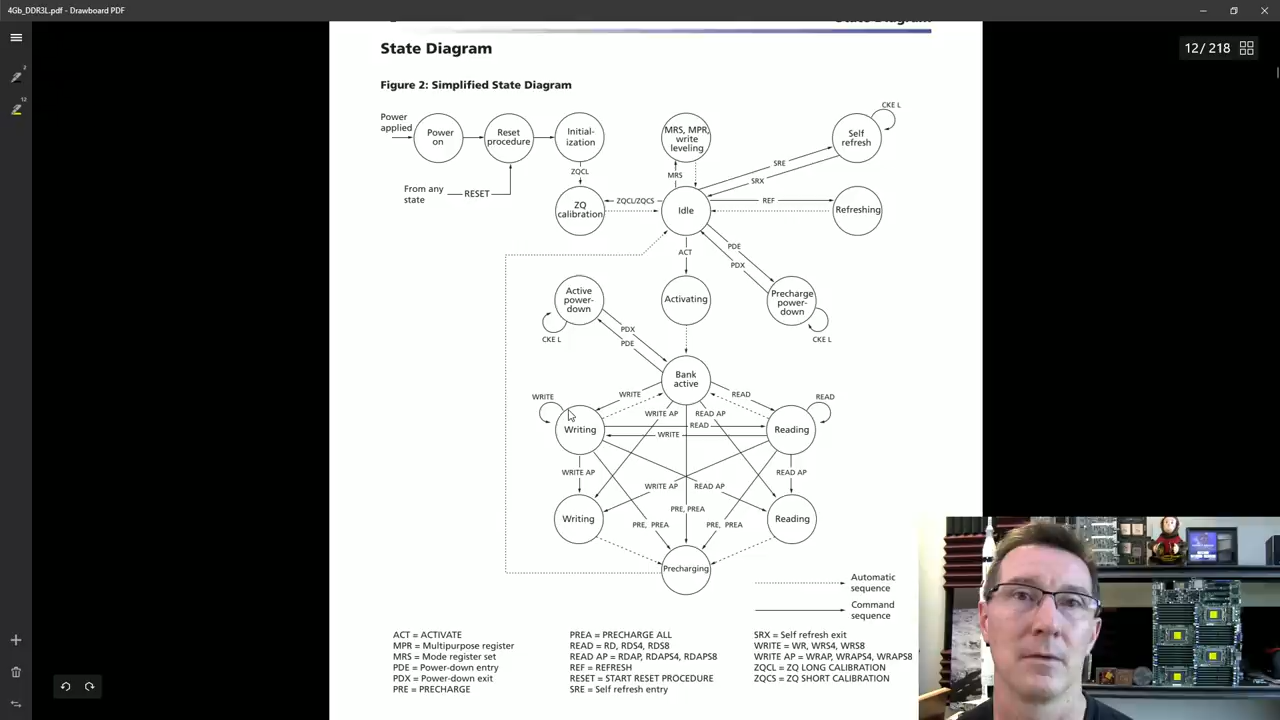 4Gb_DDR3L.pdf - Drawboard PDF
State Diagram
12/218
State Diagram
Figure 2: Simplified State Diagram
Power
applied
Power
on
Reset
procedure
Initial-
ization
MRS, MPR,
write
leveling
Self
refresh
CKE L
ZQCL
MRS
SRE
SRX
From any
state
RESET
ZQ
calibration
ZQCL/ZQCS
Idle
REF
Refreshing
ACT
PDE
PDX
Active
power-
down
Activating
Precharge
power-
down
CKE L
PDX
PDE
CKE L
Bank
active
WRITE
WRITE
READ
READ
WRITE AP
READ AP
READ
WRITE
Writing
Reading
WRITE AP
READ AP
WRITE AP
READ AP
PRE, PREA
Writing
PRE, PREA
PRE, PREA
Reading
Precharging
Automatic
sequence
Command
sequence
ACT = ACTIVATE
MPR = Multipurpose register
MRS = Mode register set
PDE = Power-down entry
PDX = Power-down exit
PRE = PRECHARGE
PREA = PRECHARGE ALL
READ = RD, RDS4, RDS8
READ AP = RDAP, RDAPS4, RDAPS8
REF = REFRESH
RESET = START RESET PROCEDURE
SRE = Self refresh entry
SRX = Self refresh exit
WRITE = WR, WRS4, WRS8
WRITE AP = WRAP, WRAPS4, WRAPS8
ZQCL = ZQ LONG CALIBRATION
ZQCS = ZQ SHORT CALIBRATION